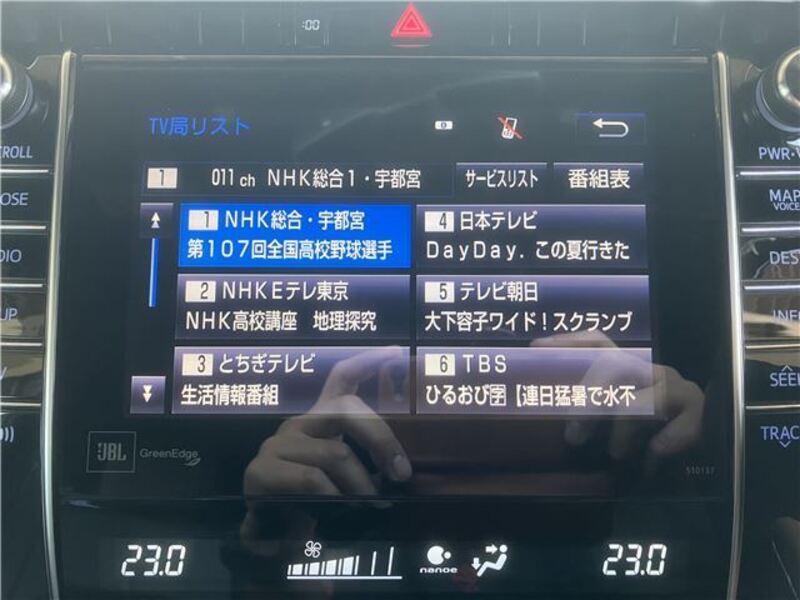 :00
TV局リスト
1 011 ch NHK総合1・宇都宮 サービスリスト 番組表
1 NHK総合・宇都宮
第107回全国高校野球選手
4 日本テレビ
DayDay. この夏行きた
2 NHKEテレ東京
NHK高校講座 地理探究
5 テレビ朝日
大下容子ワイド!スクランブ
3 とちぎテレビ
生活情報番組
6 TBS
ひるおび字【連日猛暑で水不
JBL GreenEdge
510137
23.0
nanoe
23.0
PWR
MAP
VOICE
SEEK
TRAC